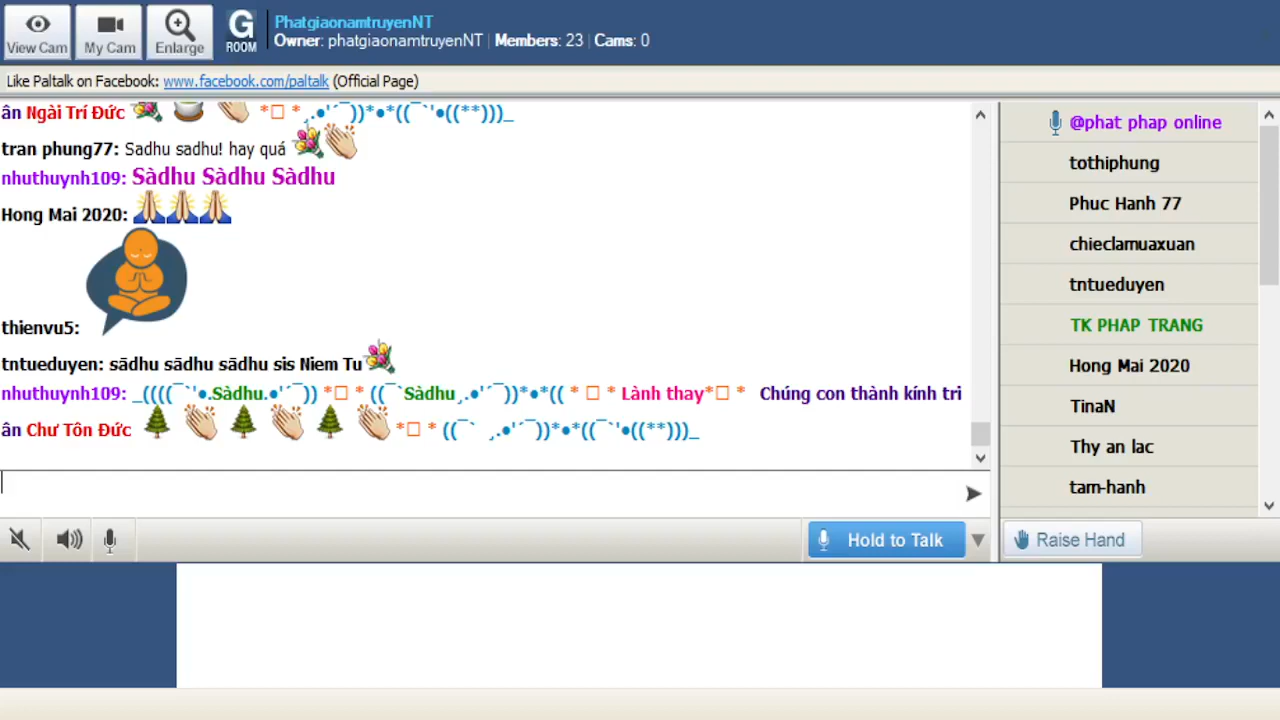 View Cam
My Cam
Enlarge
G
ROOM
PhatgiaonamtruyenNT
Owner: phatgiaonamtruyenNT | Members: 23 | Cams: 0
Like Paltalk on Facebook: www.facebook.com/paltalk (Official Page)
ân Ngài Trí Đức *□ *¸.•'´¯))*•*((¯`'•((**)))_
tran phung77: Sadhu sadhu! hay quá
nhuthuynh109: Sàdhu Sàdhu Sàdhu
Hong Mai 2020:
thienvu5:
tntueduyen: sādhu sādhu sādhu sis Niem Tu
nhuthuynh109: _((((¯`'•.Sàdhu.•'´¯)) *□ * ((¯`Sàdhu¸.•'´¯))*•*(( * □ * Lành thay*□ * Chúng con thành kính tri
ân Chư Tôn Đức *□ * ((¯` ¸.•'´¯))*•*((¯`'•((**)))_
Hold to Talk
@phat phap online
tothiphung
Phuc Hanh 77
chieclamuaxuan
tntueduyen
TK PHAP TRANG
Hong Mai 2020
TinaN
Thy an lac
tam-hanh
Raise Hand